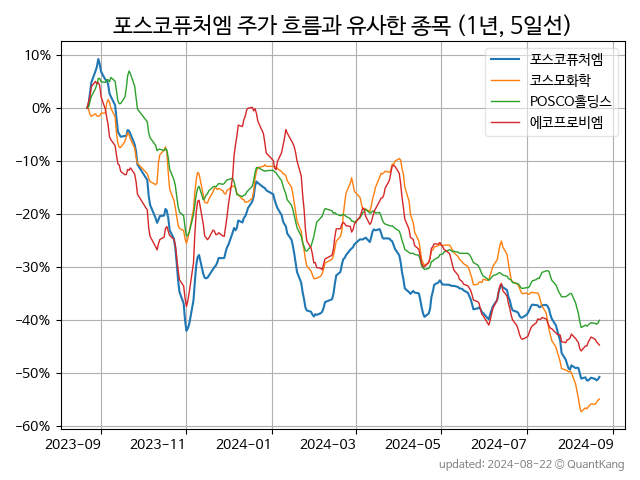 포스코퓨처엠 주가 흐름과 유사한 종목 (1년, 5일선)
포스코퓨처엠
코스모화학
POSCO홀딩스
에코프로비엠
10%
0%
−10%
−20%
−30%
−40%
−50%
−60%
2023-09 2023-11 2024-01 2024-03 2024-05 2024-07 2024-09
updated: 2024-08-22 © QuantKang